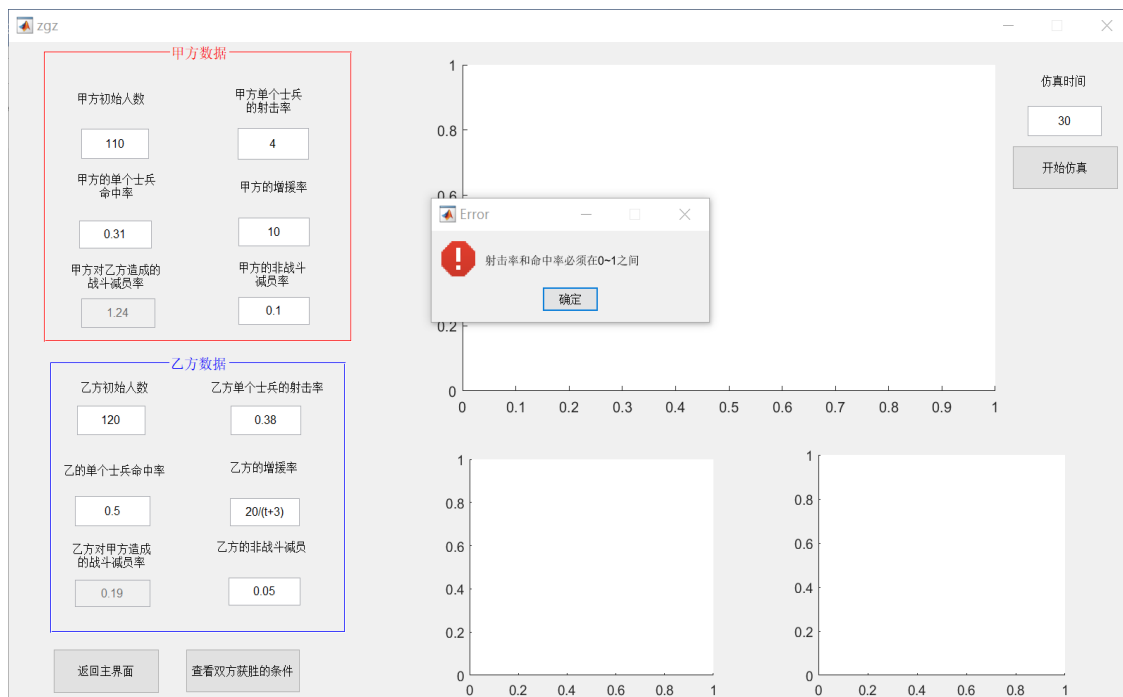 zgz
甲方数据
甲方初始人数
甲方单个士兵
的射击率
110
4
甲方的单个士兵
命中率
甲方的增援率
0.31
10
甲方对乙方造成的
战斗减员率
甲方的非战斗
减员率
1.24
0.1
乙方数据
乙方初始人数
乙方单个士兵的射击率
120
0.38
乙的单个士兵命中率
乙方的增援率
0.5
20/(t+3)
乙方对甲方造成
的战斗减员率
乙方的非战斗减员
0.19
0.05
返回主界面
查看双方获胜的条件
1
0.8
0.6
0.2
0
0
0.1
0.2
0.3
0.4
0.5
0.6
0.7
0.8
0.9
1
Error
射击率和命中率必须在0~1之间
确定
仿真时间
30
开始仿真
1
0.8
0.6
0.4
0.2
0
0
0.2
0.4
0.6
0.8
1
1
0.8
0.6
0.4
0.2
0
0
0.2
0.4
0.6
0.8
1